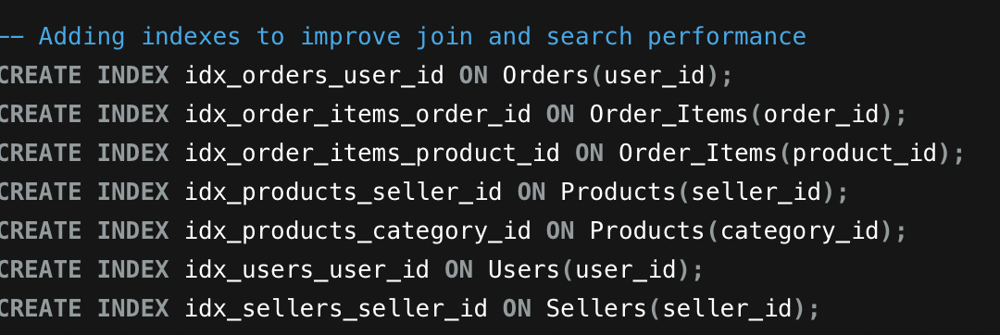 -- Adding indexes to improve join and search performance
CREATE INDEX idx_orders_user_id ON Orders(user_id);
CREATE INDEX idx_order_items_order_id ON Order_Items(order_id);
CREATE INDEX idx_order_items_product_id ON Order_Items(product_id);
CREATE INDEX idx_products_seller_id ON Products(seller_id);
CREATE INDEX idx_products_category_id ON Products(category_id);
CREATE INDEX idx_users_user_id ON Users(user_id);
CREATE INDEX idx_sellers_seller_id ON Sellers(seller_id);